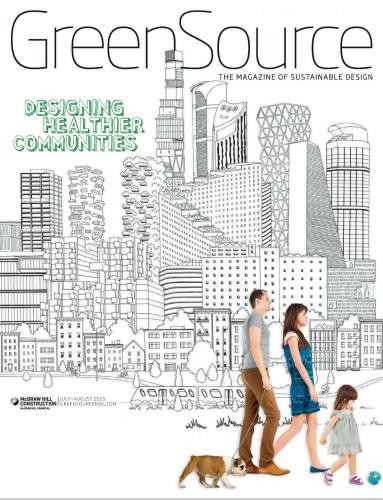 GreenSource
THE MAGAZINE OF SUSTAINABLE DESIGN
DESIGNING
HEALTHIER
COMMUNITIES
McGRAW HILL
CONSTRUCTION
McGRAW HILL FINANCIAL
JULY+AUGUST 2013
GREENSOURCEMAG.COM